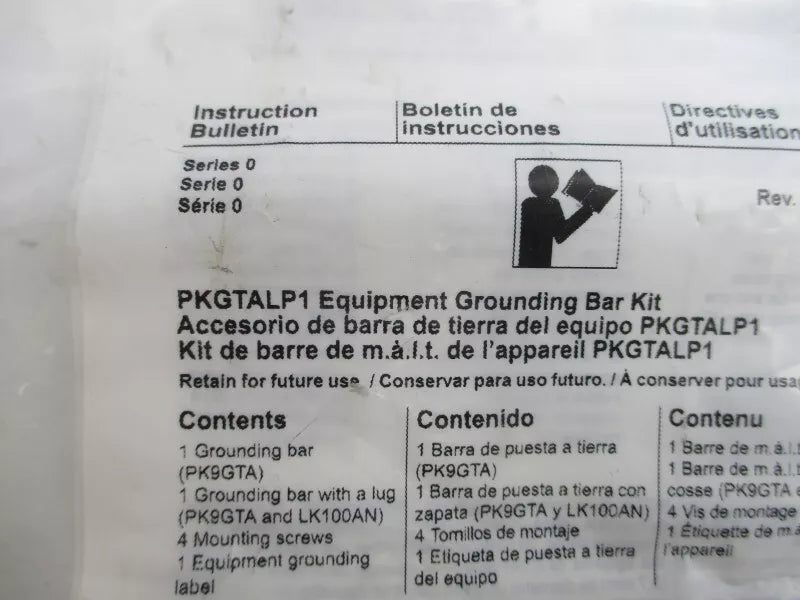 Instruction
Bulletin
Boletín de
instrucciones
Directives
d'utilisation
Series 0
Serie 0
Série 0
Rev.
PKGTALP1 Equipment Grounding Bar Kit
Accesorio de barra de tierra del equipo PKGTALP1
Kit de barre de m.à.l.t. de l'appareil PKGTALP1
Retain for future use. / Conservar para uso futuro. / À conserver pour
Contents
1 Grounding bar
(PK9GTA)
1 Grounding bar with a lug
(PK9GTA and LK100AN)
4 Mounting screws
1 Equipment grounding
label
Contenido
1 Barra de puesta a tierra
(PK9GTA)
1 Barra de puesta a tierra con
zapata (PK9GTA y LK100AN)
4 Tornillos de montaje
1 Etiqueta de puesta a tierra
del equipo
Contenu
1 Barre de m.à.l.t
1 Barre de m.à.l.
cosse (PK9GTA e
4 Vis de montage
1 Étiquette de m.à
l'appareil